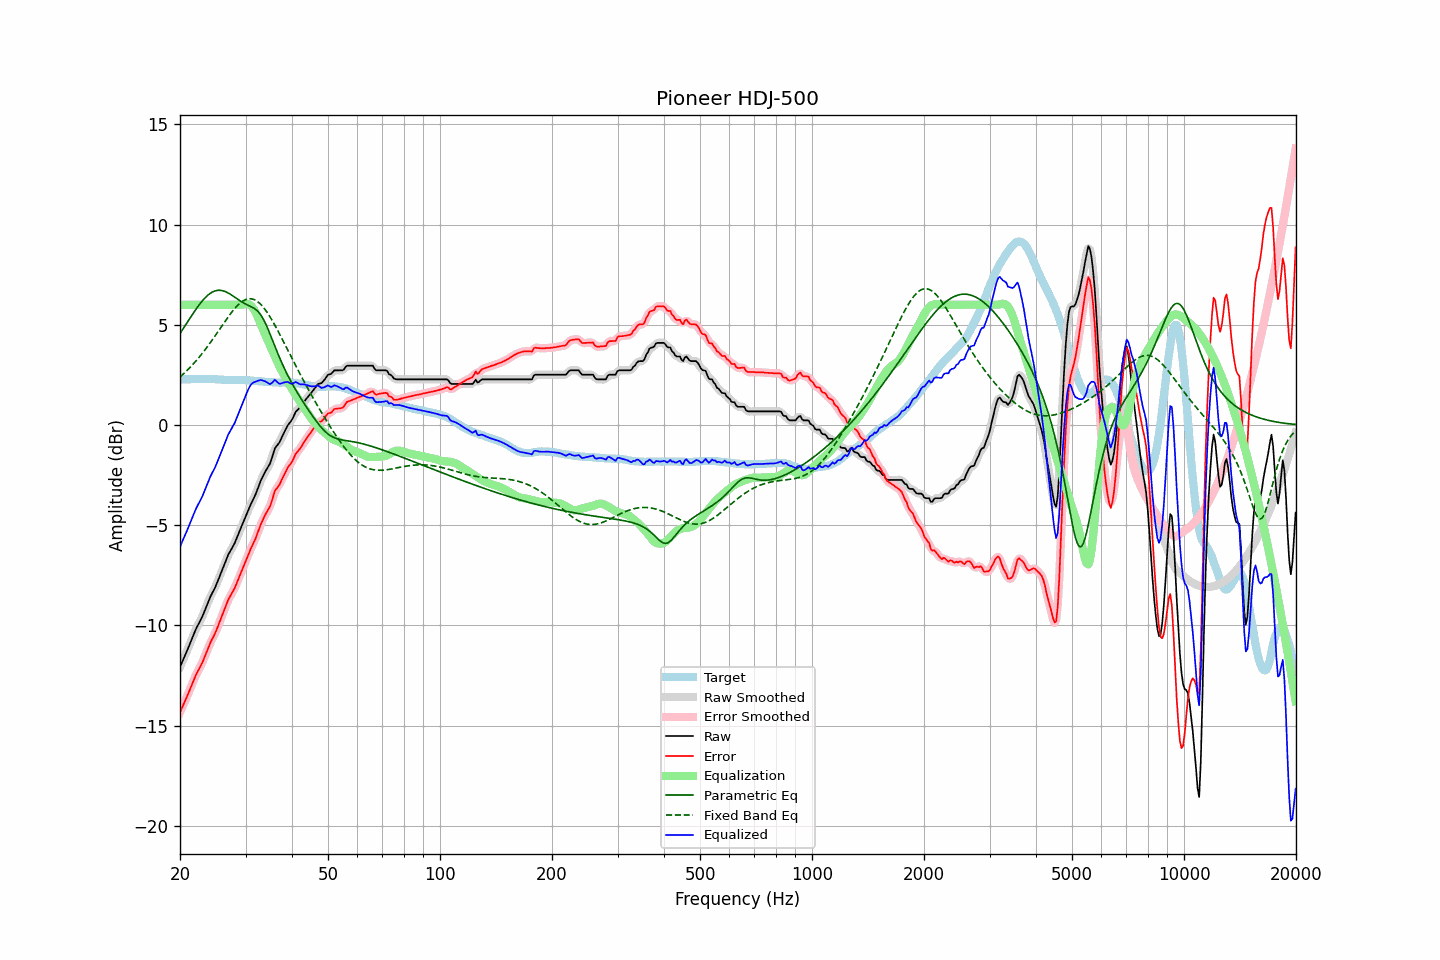 Pioneer HDJ-500
Amplitude (dBr)
15
10
5
0
−5
−10
−15
−20
Target
Raw Smoothed
Error Smoothed
Raw
Error
Equalization
Parametric Eq
Fixed Band Eq
Equalized
20 50 100 200 500 1000 2000 5000 10000 20000
Frequency (Hz)